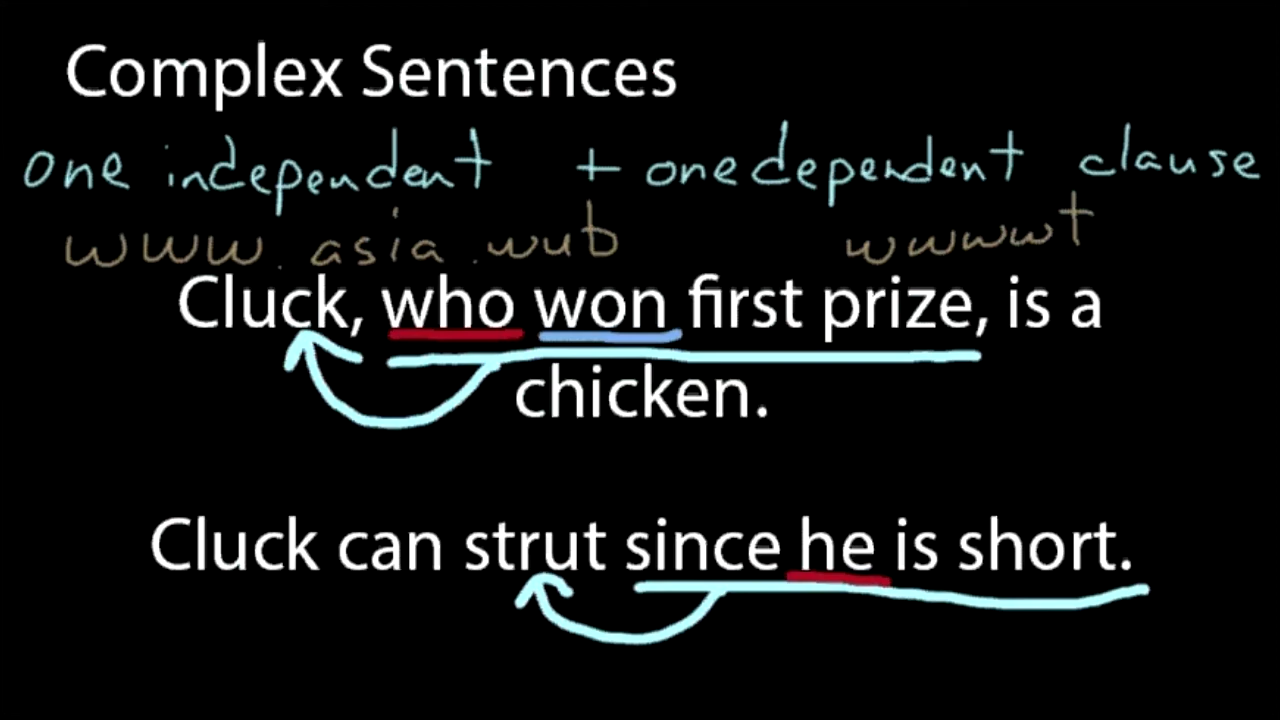 Complex Sentences
one independent + one dependent clause
www.asia.wub wwwwt
Cluck, who won first prize, is a
chicken.
Cluck can strut since he is short.